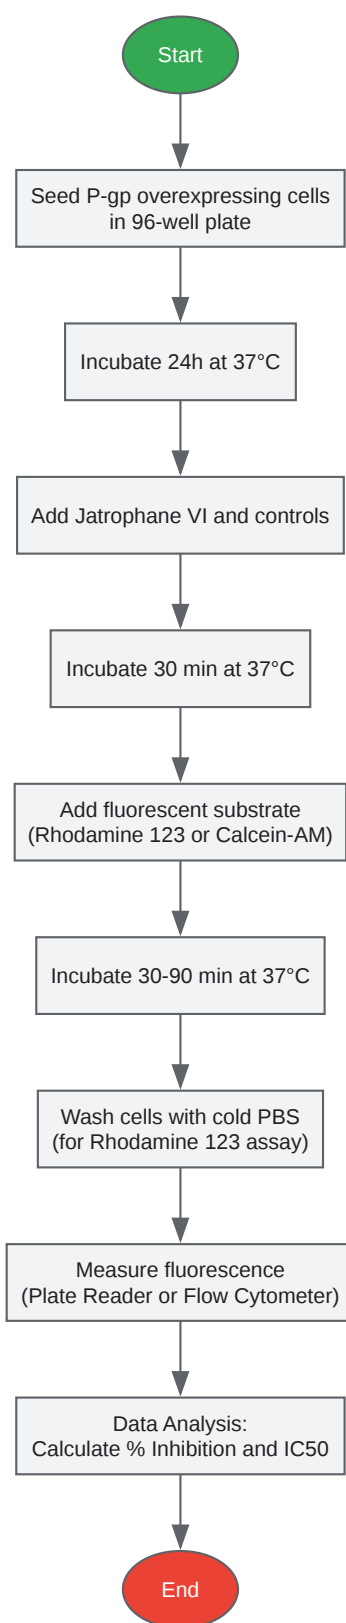 Start
Seed P-gp overexpressing cells
in 96-well plate
Incubate 24h at 37°C
Add Jatrophane VI and controls
Incubate 30 min at 37°C
Add fluorescent substrate
(Rhodamine 123 or Calcein-AM)
Incubate 30-90 min at 37°C
Wash cells with cold PBS
(for Rhodamine 123 assay)
Measure fluorescence
(Plate Reader or Flow Cytometer)
Data Analysis:
Calculate % Inhibition and IC50
End